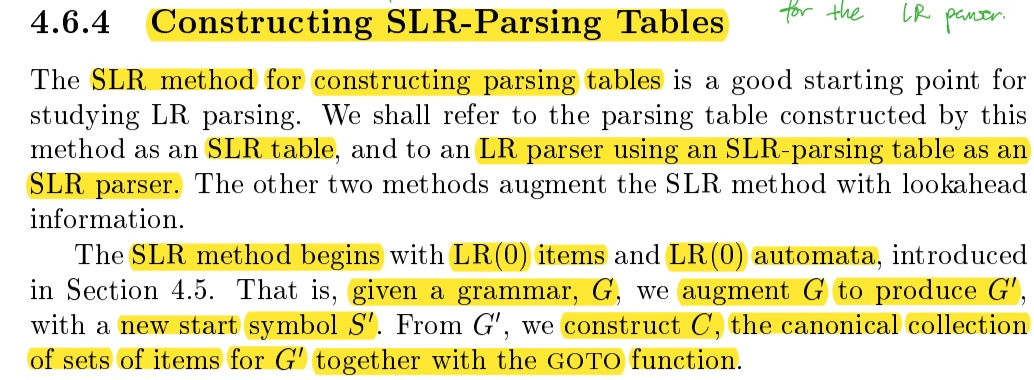 for the LR parser.
4.6.4 Constructing SLR-Parsing Tables
The SLR method for constructing parsing tables is a good starting point for
studying LR parsing. We shall refer to the parsing table constructed by this
method as an SLR table, and to an LR parser using an SLR-parsing table as an
SLR parser. The other two methods augment the SLR method with lookahead
information.
The SLR method begins with LR(0) items and LR(0) automata, introduced
in Section 4.5. That is, given a grammar, G, we augment G to produce G′,
with a new start symbol S′. From G′, we construct C, the canonical collection
of sets of items for G′ together with the GOTO function.